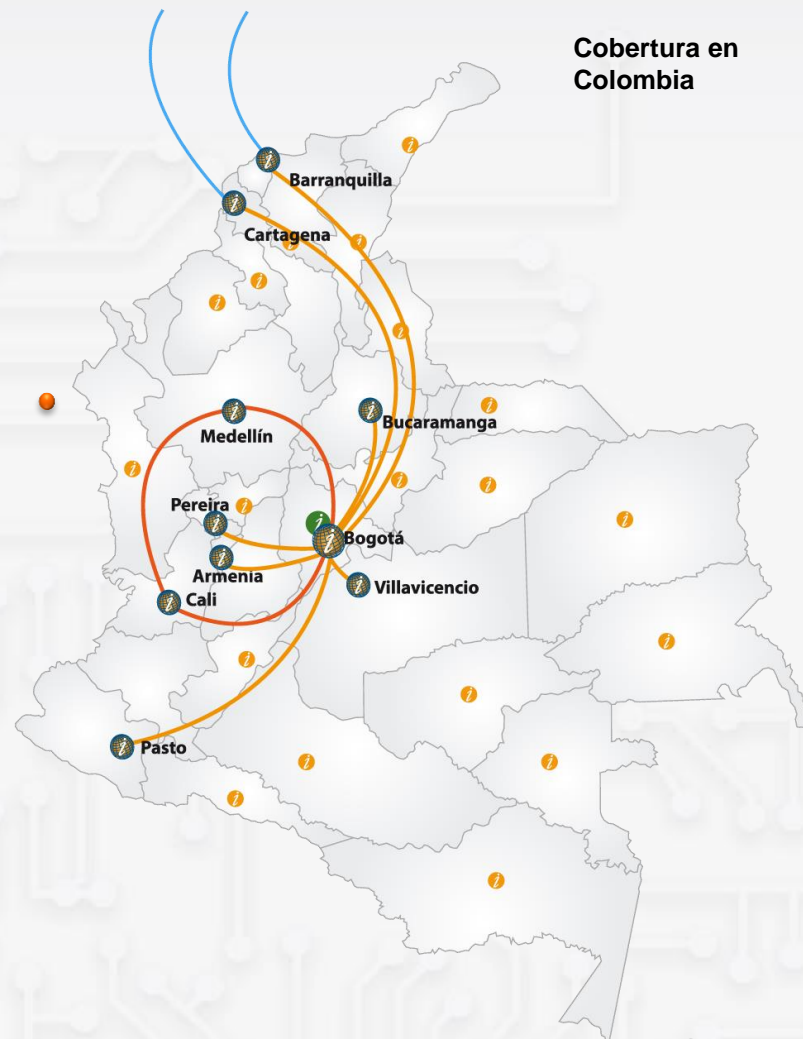 Cobertura en
Colombia
Barranquilla
Cartagena
Bucaramanga
Medellín
Pereira
Bogotá
Armenia
Villavicencio
Cali
Pasto